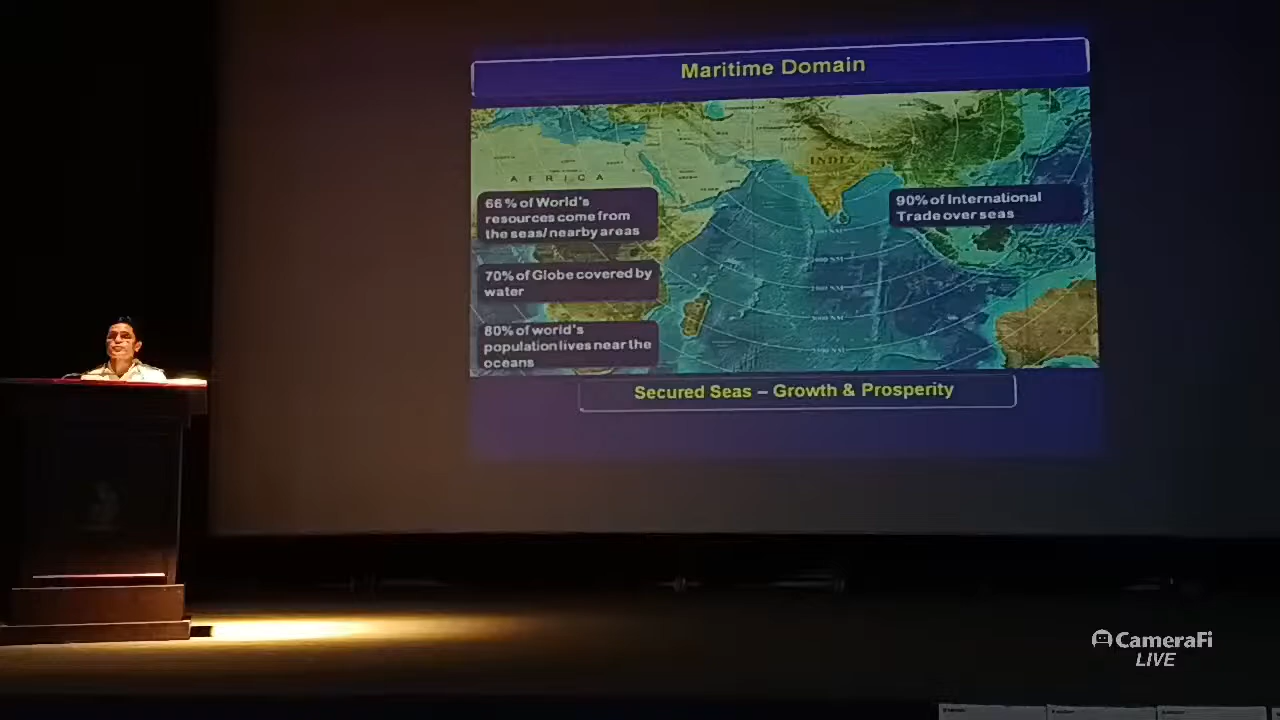 Maritime Domain
INDIA
AFRICA
66% of World's
resources come from
the seas/nearby areas
90% of International
Trade over seas
70% of Globe covered by
water
80% of world's
population lives near the
oceans
Secured Seas – Growth & Prosperity
CameraFi
LIVE